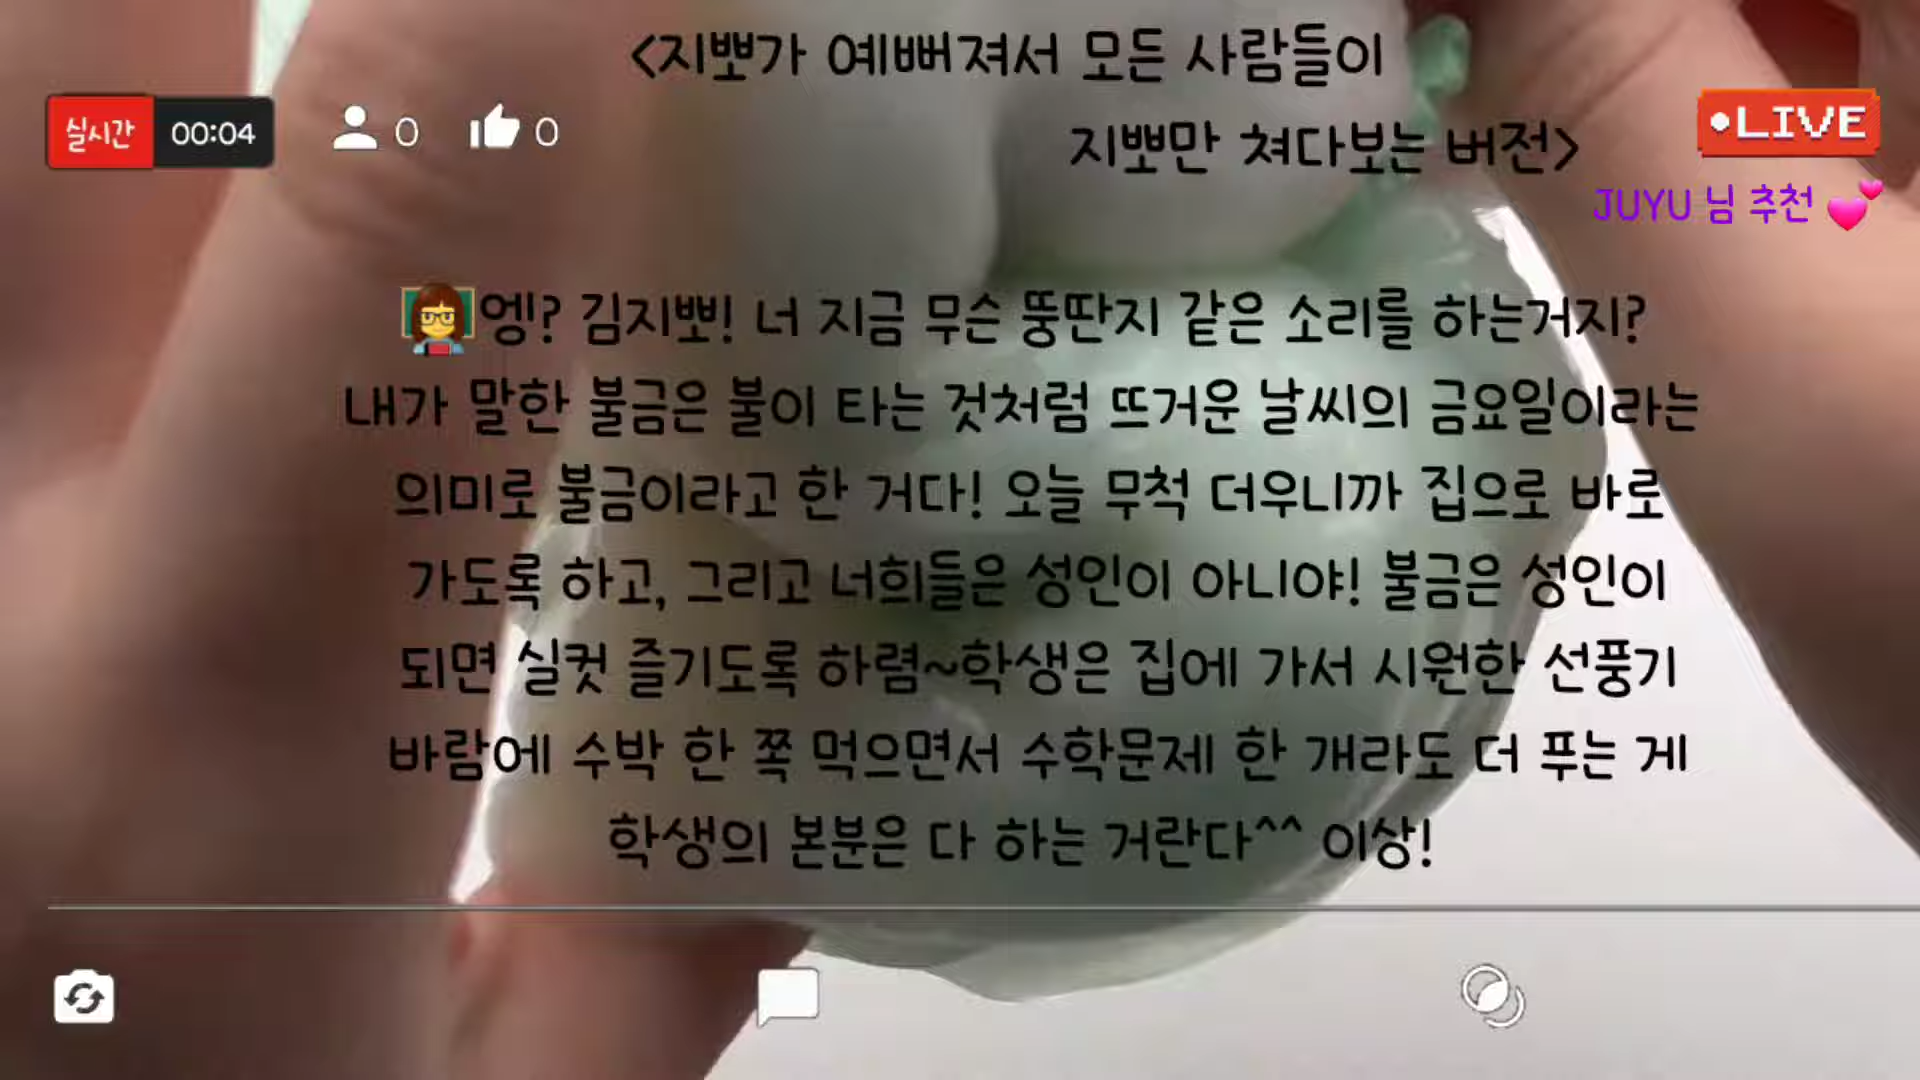 <지뽀가 예뻐져서 모든 사람들이
지뽀만 쳐다보는 버전>
실시간 00:04 0 0
•LIVE
JUYU 님 추천 💕
👩‍🏫엥? 김지뽀! 너 지금 무슨 뚱딴지 같은 소리를 하는거지?
내가 말한 불금은 불이 타는 것처럼 뜨거운 날씨의 금요일이라는
의미로 불금이라고 한 거다! 오늘 무척 더우니까 집으로 바로
가도록 하고, 그리고 너희들은 성인이 아니야! 불금은 성인이
되면 실컷 즐기도록 하렴~학생은 집에 가서 시원한 선풍기
바람에 수박 한 쪽 먹으면서 수학문제 한 개라도 더 푸는 게
학생의 본분은 다 하는 거란다^^ 이상!